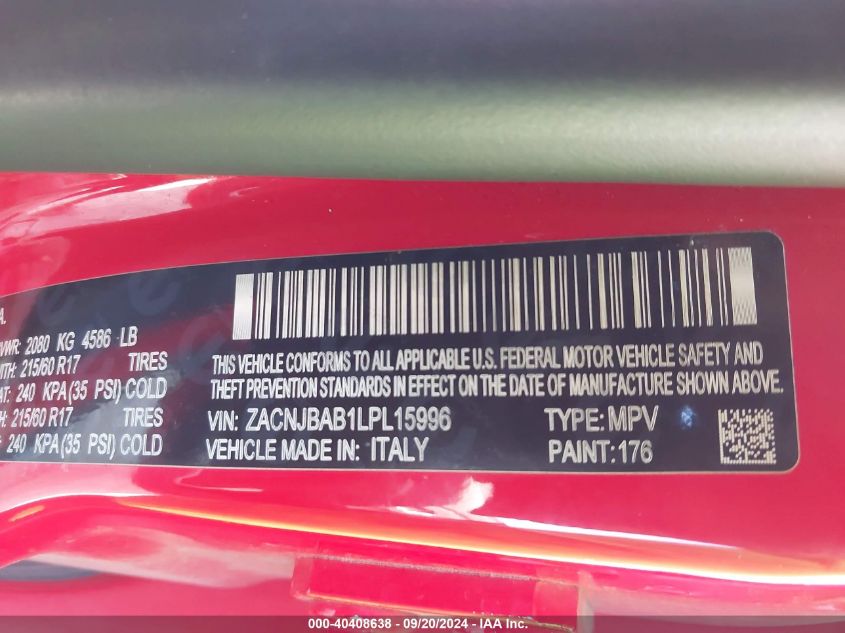 A.
GVWR: 2080 KG 4586 LB
WITH: 215/60 R17 TIRES
AT: 240 KPA(35 PSI) COLD
TH: 215/60 R17 TIRES
: 240 KPA(35 PSI) COLD
THIS VEHICLE CONFORMS TO ALL APPLICABLE U.S. FEDERAL MOTOR VEHICLE SAFETY AND
THEFT PREVENTION STANDARDS IN EFFECT ON THE DATE OF MANUFACTURE SHOWN ABOVE.
VIN: ZACNJBAB1LPL15996 TYPE: MPV
VEHICLE MADE IN: ITALY PAINT: 176
000-40408638 - 09/20/2024 - IAA Inc.